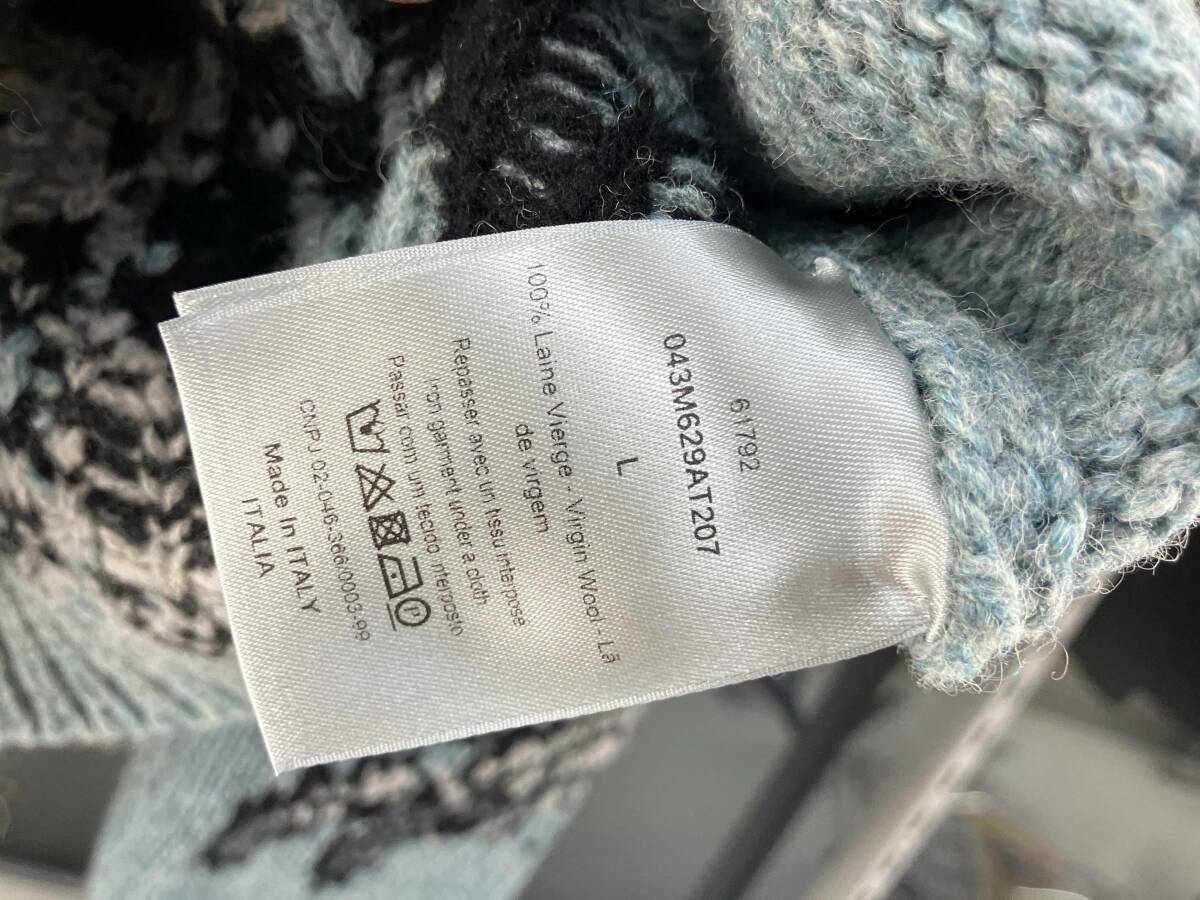 61792
043M629AT207
L
100% Laine Vierge - Virgin Wool - Lã
de virgem
Repasser avec un tissu interpose
Iron garment under a cloth
Passar com um tecido interposto
P
CNPJ 02-046-366/0003-99
Made In ITALY
ITALIA